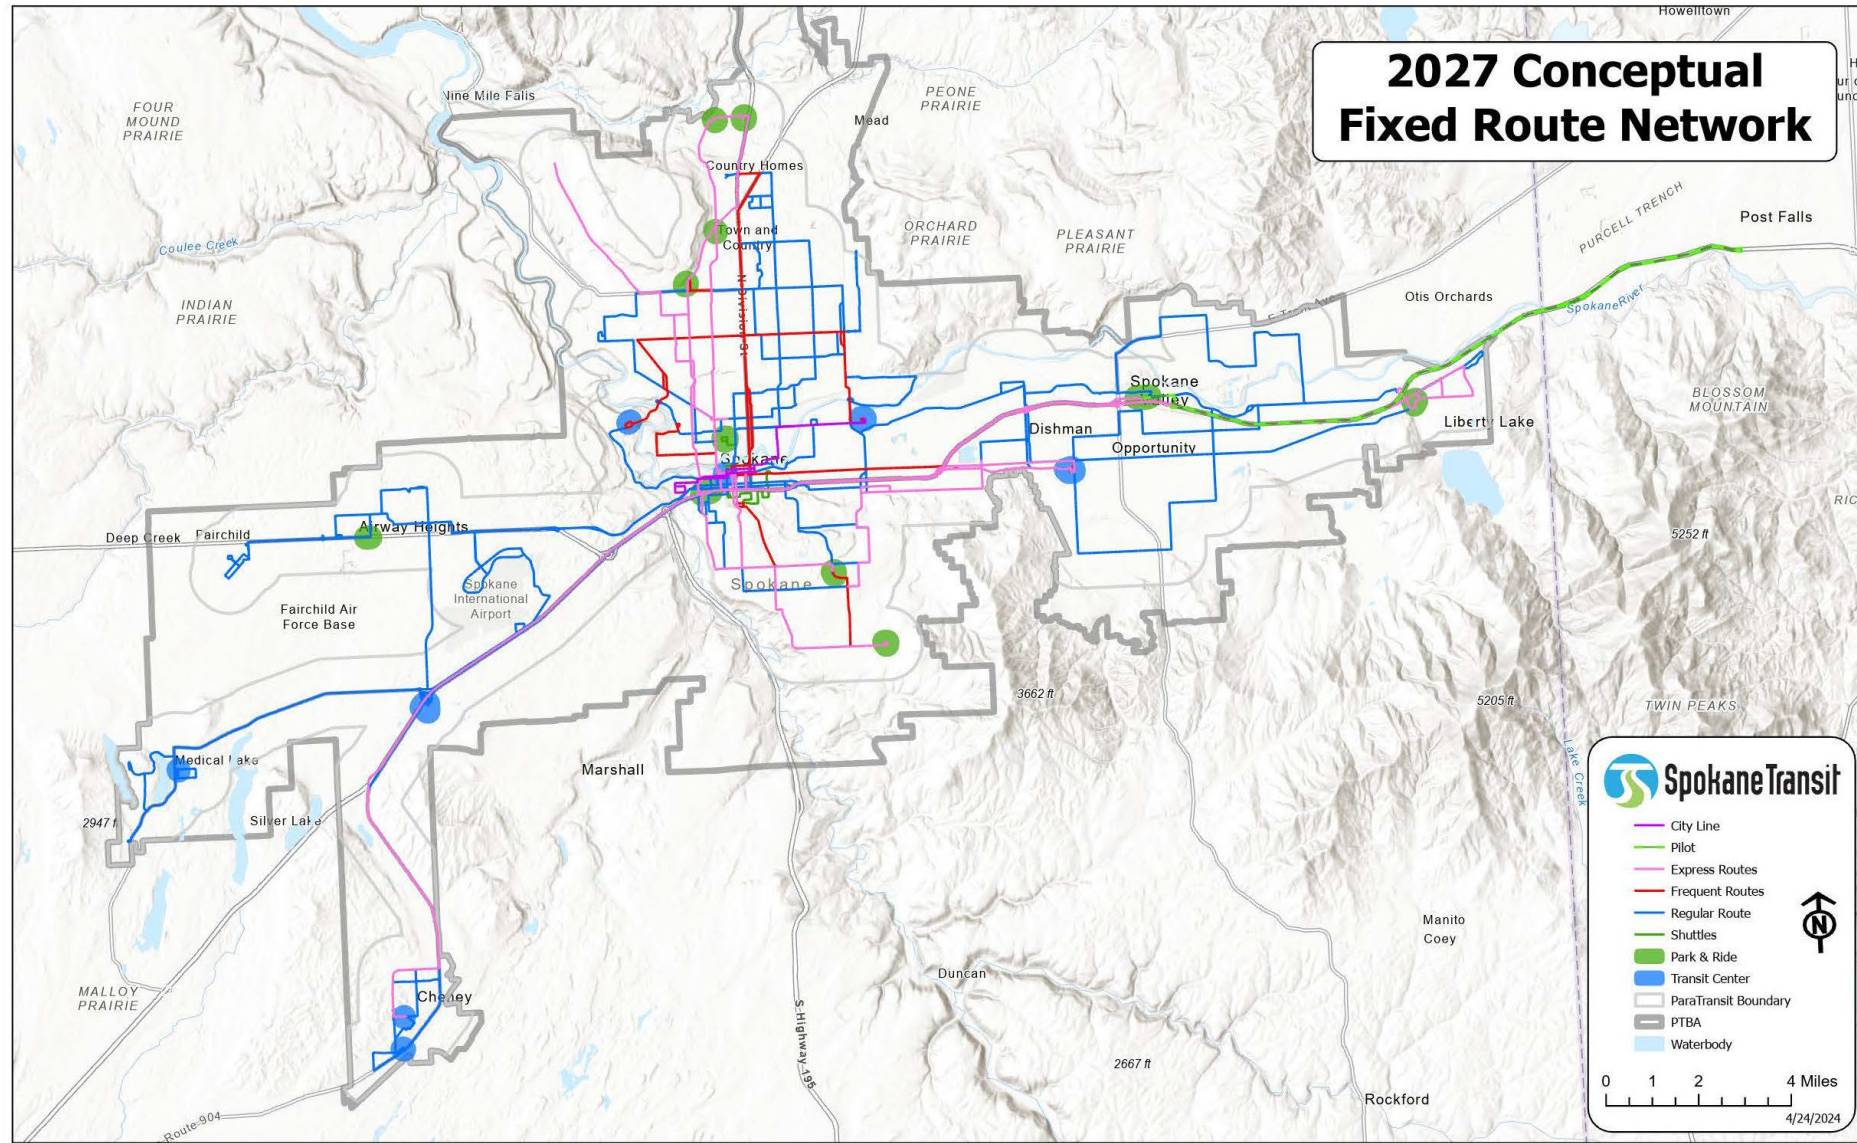 Howelltown
2027 Conceptual
Fixed Route Network
FOUR
MOUND
PRAIRIE
Nine Mile Falls
PEONE
PRAIRIE
Mead
Country Homes
Coulee Creek
Town and
Country
ORCHARD
PRAIRIE
PLEASANT
PRAIRIE
PURCELL TRENCH
Post Falls
INDIAN
PRAIRIE
N Division St
E Trent Ave
Otis Orchards
Spokane River
Spokane
Valley
BLOSSOM
MOUNTAIN
Dishman
Opportunity
Liberty Lake
Spokane
Deep Creek
Fairchild
Airway Heights
5252 ft
Spokane
International
Airport
Spokane
Fairchild Air
Force Base
3662 ft
5205 ft
TWIN PEAKS
Medical Lake
Marshall
2947 f
Silver Lake
Lake Creek
SpokaneTransit
City Line
Pilot
Express Routes
Frequent Routes
Regular Route
Shuttles
Park & Ride
Transit Center
ParaTransit Boundary
PTBA
Waterbody
N
0 1 2 4 Miles
4/24/2024
Manito
Coey
Duncan
MALLOY
PRAIRIE
Cheney
S Highway 195
2667 ft
Rockford
Route 904